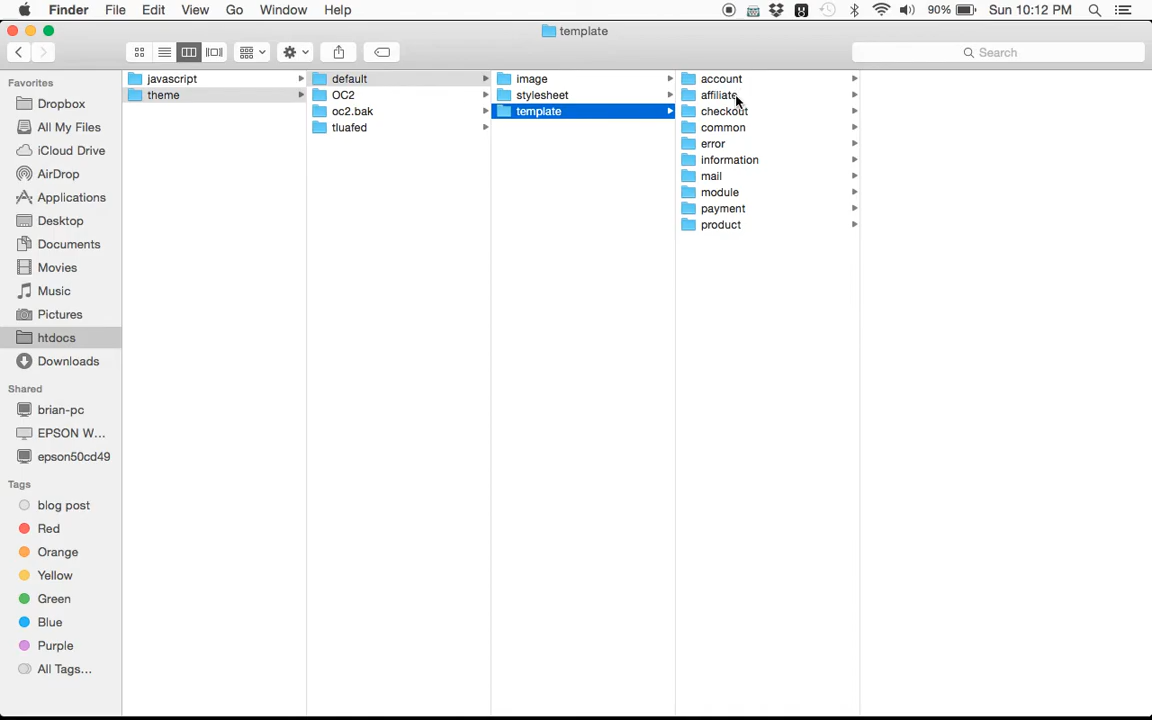 Finder File Edit View Go Window Help 90% Sun 10:12 PM
template
Search
Favorites
Dropbox
All My Files
iCloud Drive
AirDrop
Applications
Desktop
Documents
Movies
Music
Pictures
htdocs
Downloads
Shared
brian-pc
EPSON W...
epson50cd49
Tags
blog post
Red
Orange
Yellow
Green
Blue
Purple
All Tags...
javascript
theme
default
OC2
oc2.bak
tluafed
image
stylesheet
template
account
affiliate
checkout
common
error
information
mail
module
payment
product